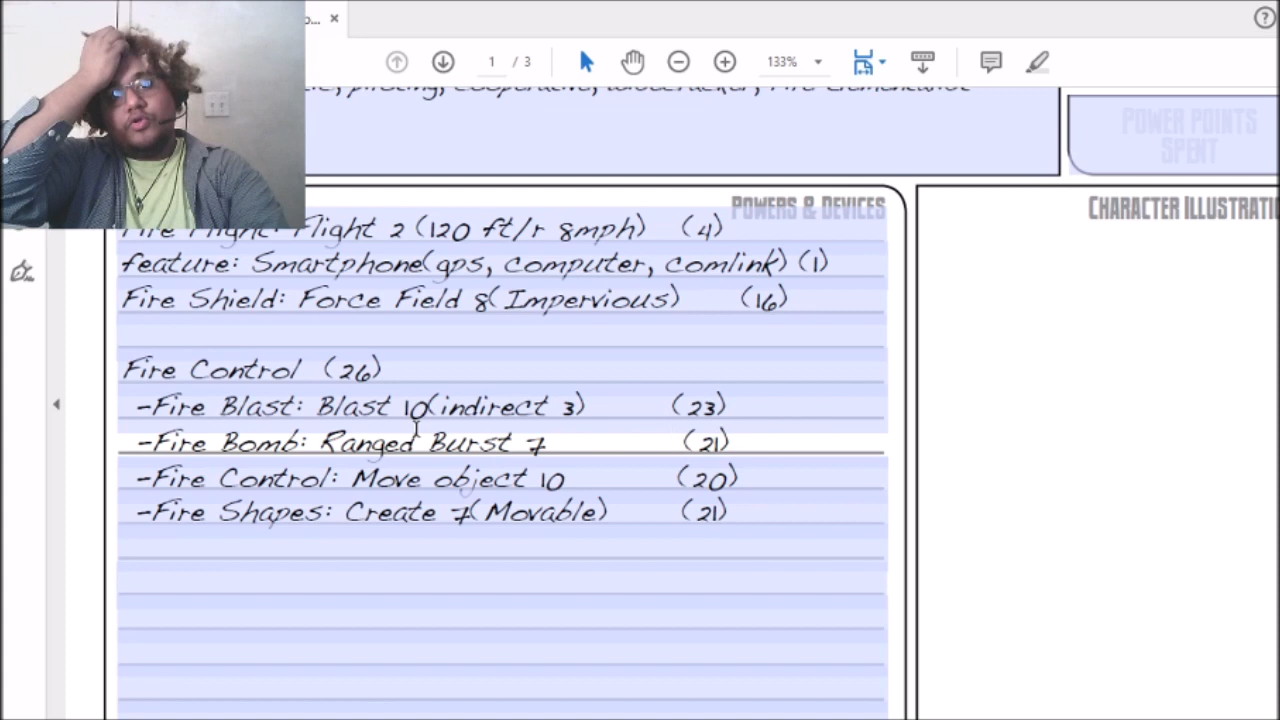 1 / 3
133%
POWER POINTS
SPENT
POWERS & DEVICES
CHARACTER ILLUSTRATI
Fire Flight: Flight 2 (120 ft/r 8mph) (4)
feature: Smartphone(gps, computer, comlink) (1)
Fire Shield: Force Field 8(Impervious) (16)
Fire Control (26)
-Fire Blast: Blast 10(indirect 3) (23)
-Fire Bomb: Ranged Burst 7 (21)
-Fire Control: Move object 10 (20)
-Fire Shapes: Create 7(Movable) (21)